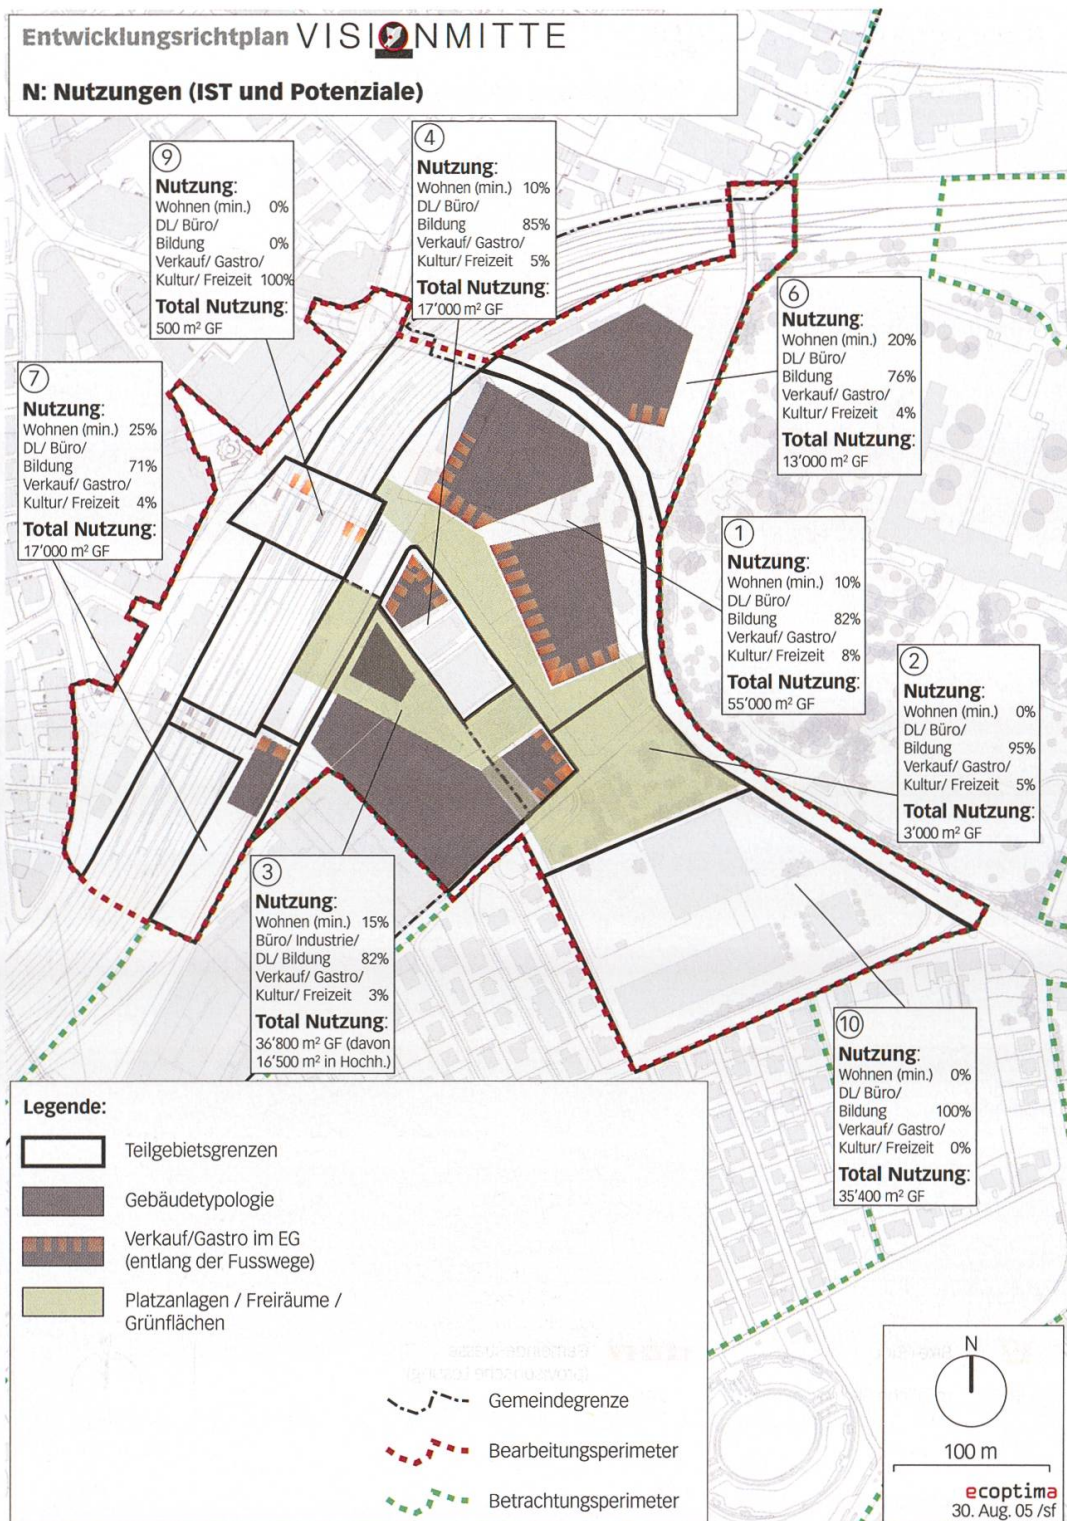 Entwicklungsrichtplan VISIONMITTE
N: Nutzungen (IST und Potenziale)
9
Nutzung:
Wohnen (min.) 0%
DL/ Büro/
Bildung 0%
Verkauf/ Gastro/
Kultur/ Freizeit 100%
Total Nutzung:
500 m² GF
4
Nutzung:
Wohnen (min.) 10%
DL/ Büro/
Bildung 85%
Verkauf/ Gastro/
Kultur/ Freizeit 5%
Total Nutzung:
17’000 m² GF
6
Nutzung:
Wohnen (min.) 20%
DL/ Büro/
Bildung 76%
Verkauf/ Gastro/
Kultur/ Freizeit 4%
Total Nutzung:
13’000 m² GF
7
Nutzung:
Wohnen (min.) 25%
DL/ Büro/
Bildung 71%
Verkauf/ Gastro/
Kultur/ Freizeit 4%
Total Nutzung:
17’000 m² GF
1
Nutzung:
Wohnen (min.) 10%
DL/ Büro/
Bildung 82%
Verkauf/ Gastro/
Kultur/ Freizeit 8%
Total Nutzung:
55’000 m² GF
2
Nutzung:
Wohnen (min.) 0%
DL/ Büro/
Bildung 95%
Verkauf/ Gastro/
Kultur/ Freizeit 5%
Total Nutzung:
3’000 m² GF
3
Nutzung:
Wohnen (min.) 15%
Büro/ Industrie/
DL/ Bildung 82%
Verkauf/ Gastro/
Kultur/ Freizeit 3%
Total Nutzung:
36’800 m² GF (davon
16’500 m² in Hochh.)
10
Nutzung:
Wohnen (min.) 0%
DL/ Büro/
Bildung 100%
Verkauf/ Gastro/
Kultur/ Freizeit 0%
Total Nutzung:
35’400 m² GF
Legende:
Teilgebietsgrenzen
Gebäudetypologie
Verkauf/Gastro im EG
(entlang der Fusswege)
Platzanlagen / Freiräume /
Grünflächen
Gemeindegrenze
Bearbeitungsperimeter
Betrachtungsperimeter
N
100 m
ecoptima
30. Aug. 05 /sf